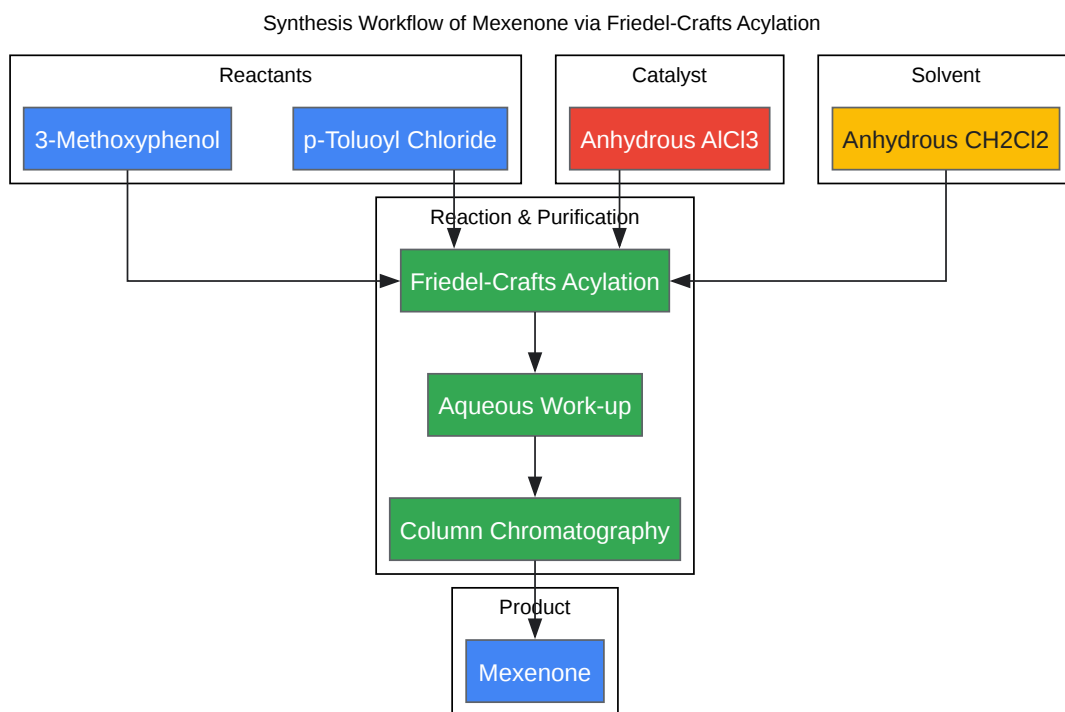 Synthesis Workflow of Mexenone via Friedel-Crafts Acylation
Reactants
Catalyst
Solvent
3-Methoxyphenol
p-Toluoyl Chloride
Anhydrous AlCl3
Anhydrous CH2Cl2
Reaction & Purification
Friedel-Crafts Acylation
Aqueous Work-up
Column Chromatography
Product
Mexenone